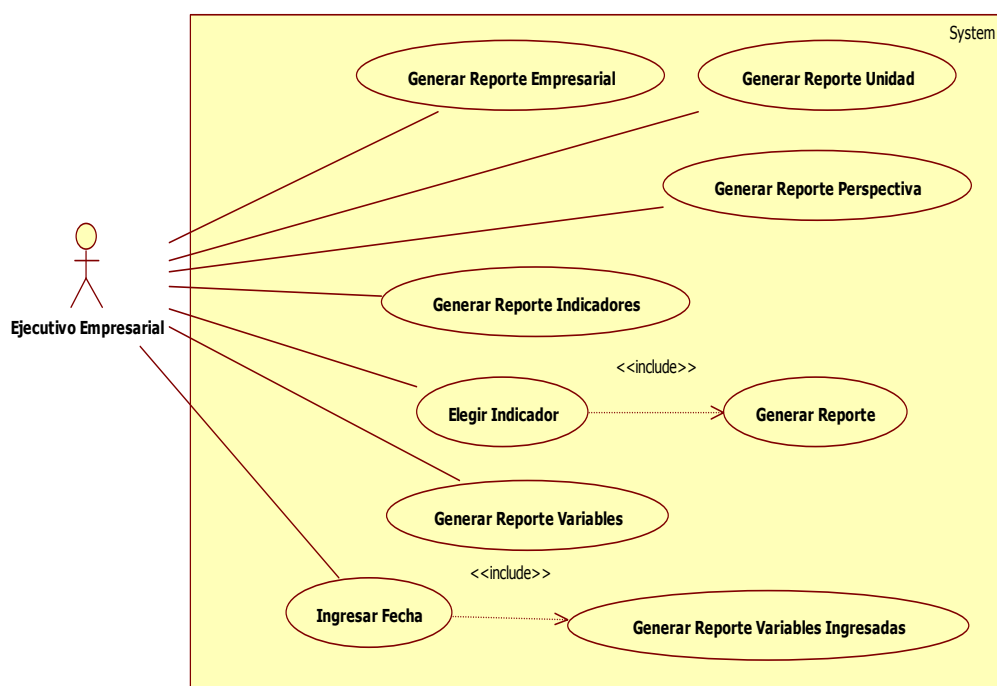 System
Generar Reporte Empresarial
Generar Reporte Unidad
Generar Reporte Perspectiva
Generar Reporte Indicadores
Ejecutivo Empresarial
<<include>>
Elegir Indicador
Generar Reporte
Generar Reporte Variables
<<include>>
Ingresar Fecha
Generar Reporte Variables Ingresadas